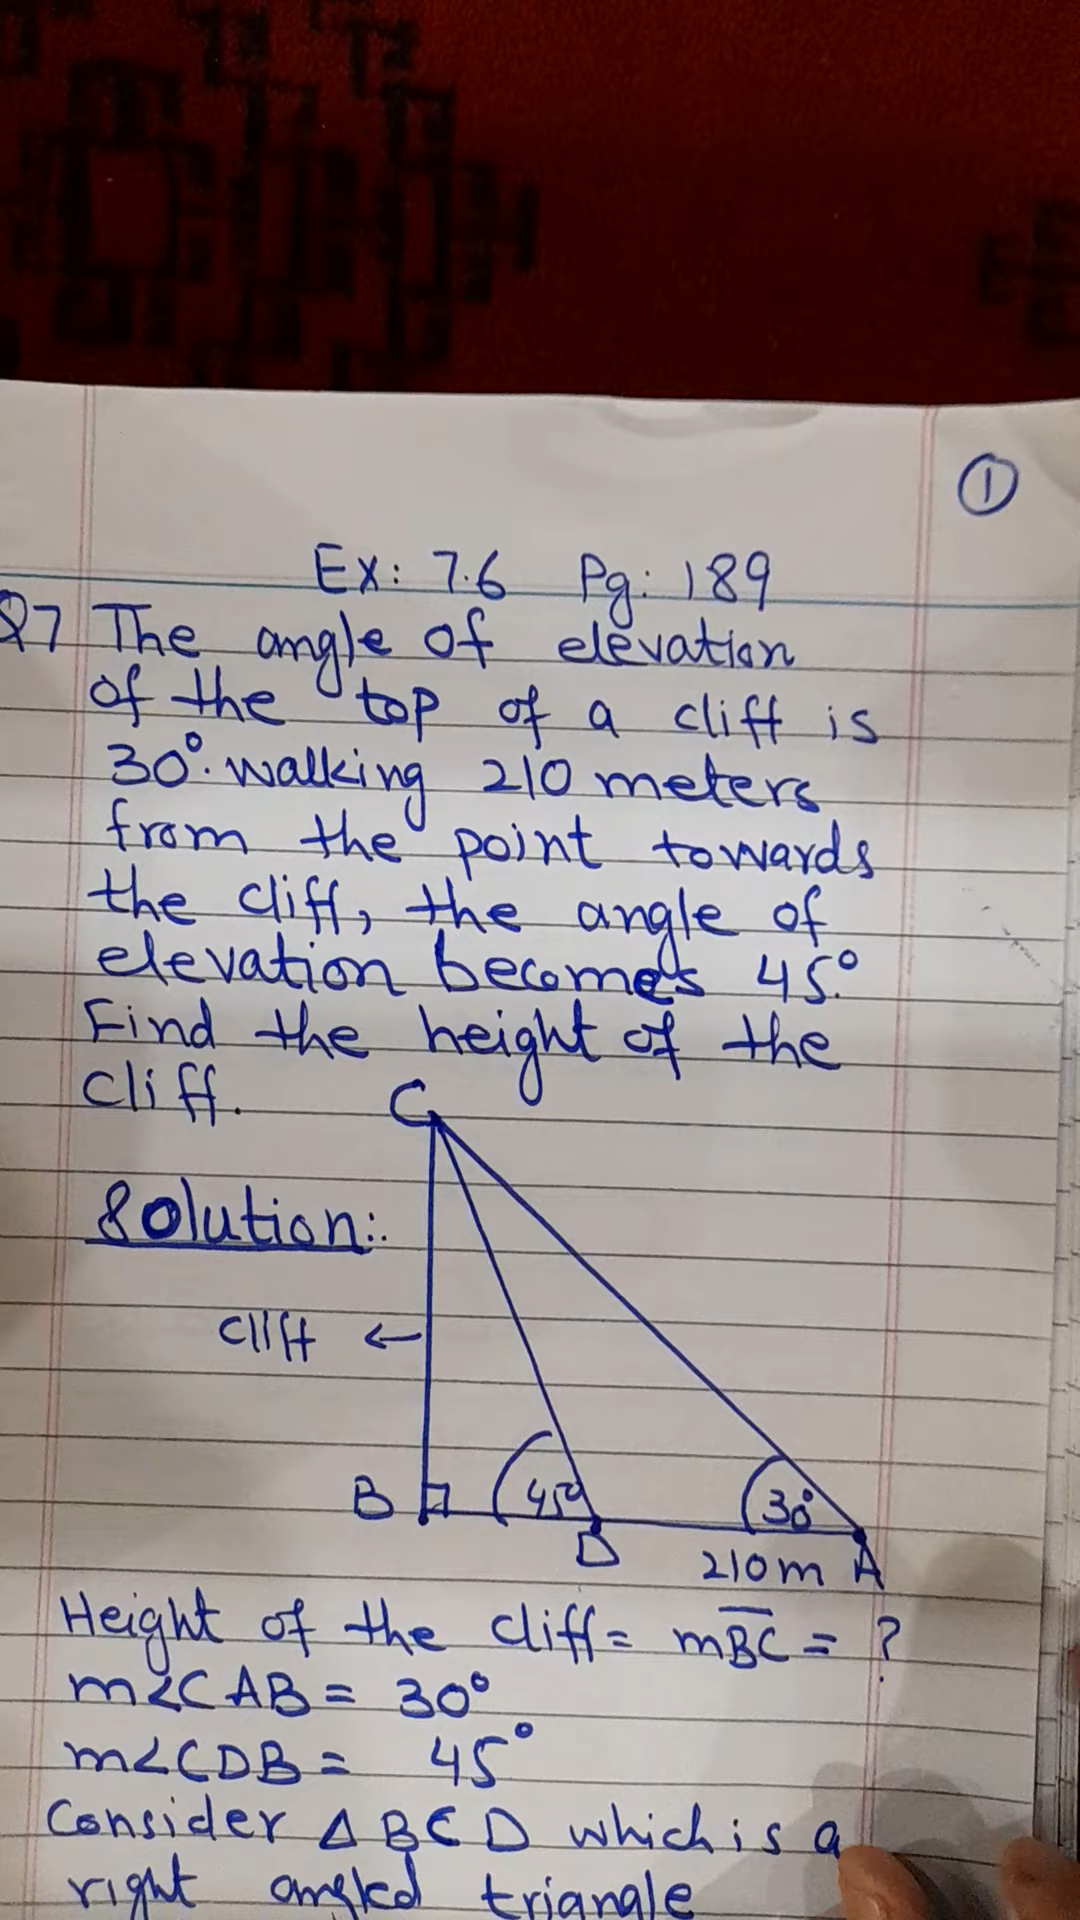 ①
Ex: 7.6 Pg: 189
Q7 The angle of elevation
of the top of a cliff is
30°. walking 210 meters
from the point towards
the cliff, the angle of
elevation becomes 45.°
Find the height of the
cliff.
C
Solution:.
cliff ←
B 45° 30°
D 210m A
Height of the cliff = mBC = ?
m∠CAB = 30°
m∠CDB = 45°
Consider △ BCD which is a
right angled triangle